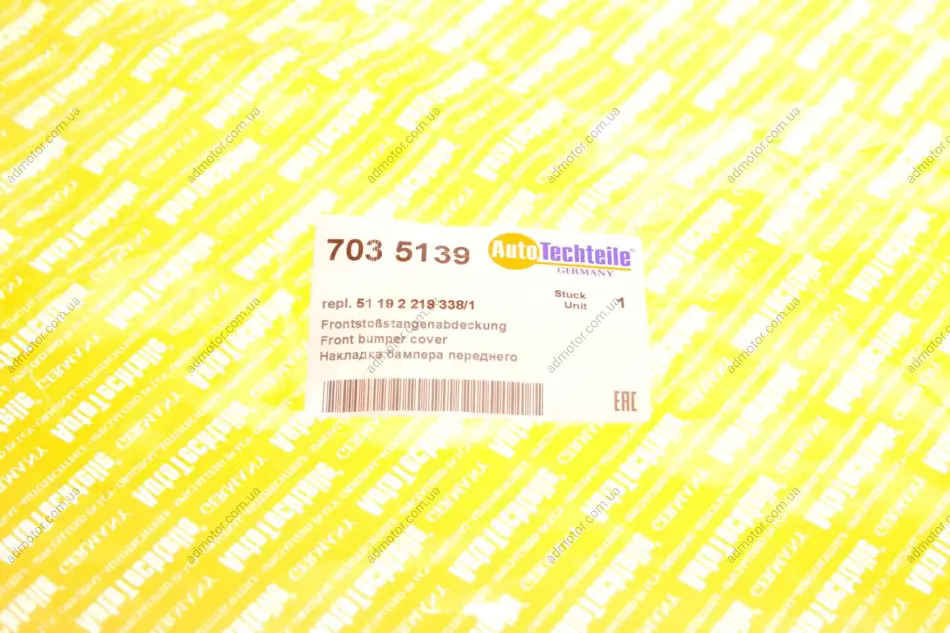 703 5139
AutoTechteile®
GERMANY
repl. 51 19 2 219 338/1
Stuck
Unit
1
Frontstoßstangenabdeckung
Front bumper cover
Накладка бампера переднего
EAC
admotor.com.ua